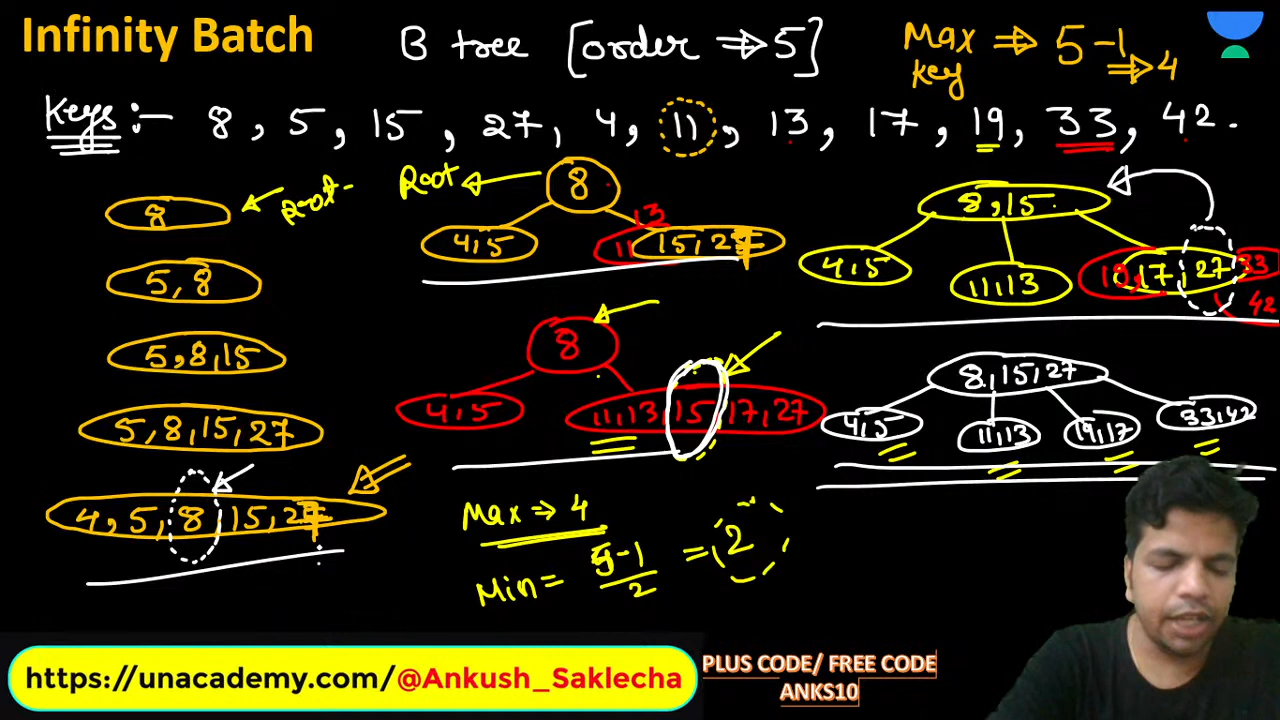 Infinity Batch
B tree [order ⇒ 5]
Max key ⇒ 5-1
⇒ 4
Keys:- 8, 5, 15, 27, 4, 11, 13, 17, 19, 33, 42.
8
Root
5, 8
5, 8, 15
5, 8, 15, 27
4, 5, 8, 15, 27
Root
8
13
4, 5
11
15, 27
8
4, 5
11, 13, 15, 17, 27
Max ⇒ 4
Min = 5-1/2 = 2
8, 15
4, 5
11, 13
19, 17, 27
33
42
8, 15, 27
4, 5
11, 13
19, 17
33, 42
https://unacademy.com/@Ankush_Saklecha
PLUS CODE/ FREE CODE
ANKS10